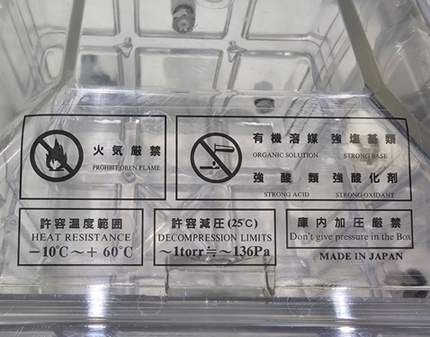 火気厳禁
PROHIBIT OREN FLAME
有機溶媒 強塩基類
ORGANIC SOLUTION STRONG BASE
強酸類 強酸化剤
STRONG ACID STRONG OXIDANT
許容温度範囲
HEAT RESISTANCE
−10℃～＋60℃
許容減圧(25℃)
DECOMPRESSION LIMITS
～1torr≒～136Pa
庫内加圧厳禁
Don't give pressure in the Box
MADE IN JAPAN